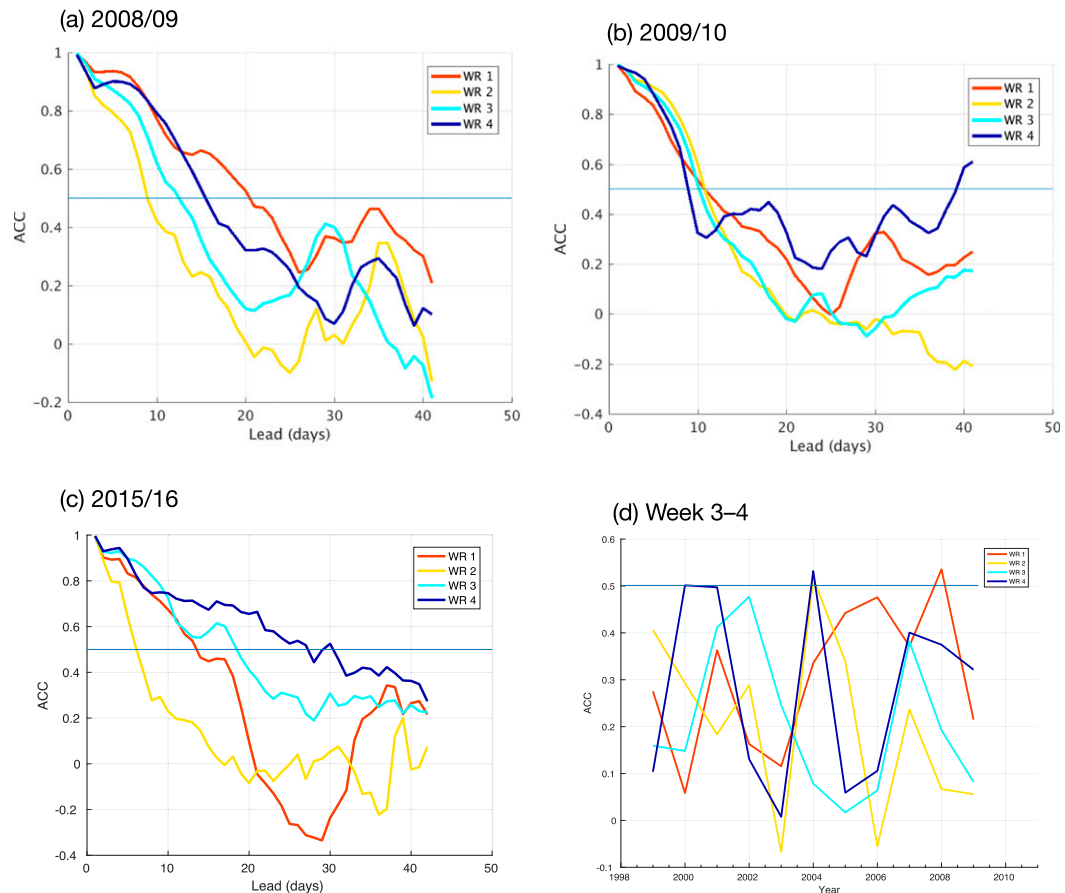 (a) 2008/09
1
0.8
0.6
0.4
0.2
0
-0.2
ACC
0 10 20 30 40 50
Lead (days)
WR 1
WR 2
WR 3
WR 4
(b) 2009/10
1
0.8
0.6
0.4
0.2
0
-0.2
-0.4
ACC
0 10 20 30 40 50
Lead (days)
WR 1
WR 2
WR 3
WR 4
(c) 2015/16
1
0.8
0.6
0.4
0.2
0
-0.2
-0.4
ACC
0 10 20 30 40 50
Lead (days)
WR 1
WR 2
WR 3
WR 4
(d) Week 3–4
0.6
0.5
0.4
0.3
0.2
0.1
0
-0.1
ACC
1998 2000 2002 2004 2006 2008 2010
Year
WR 1
WR 2
WR 3
WR 4